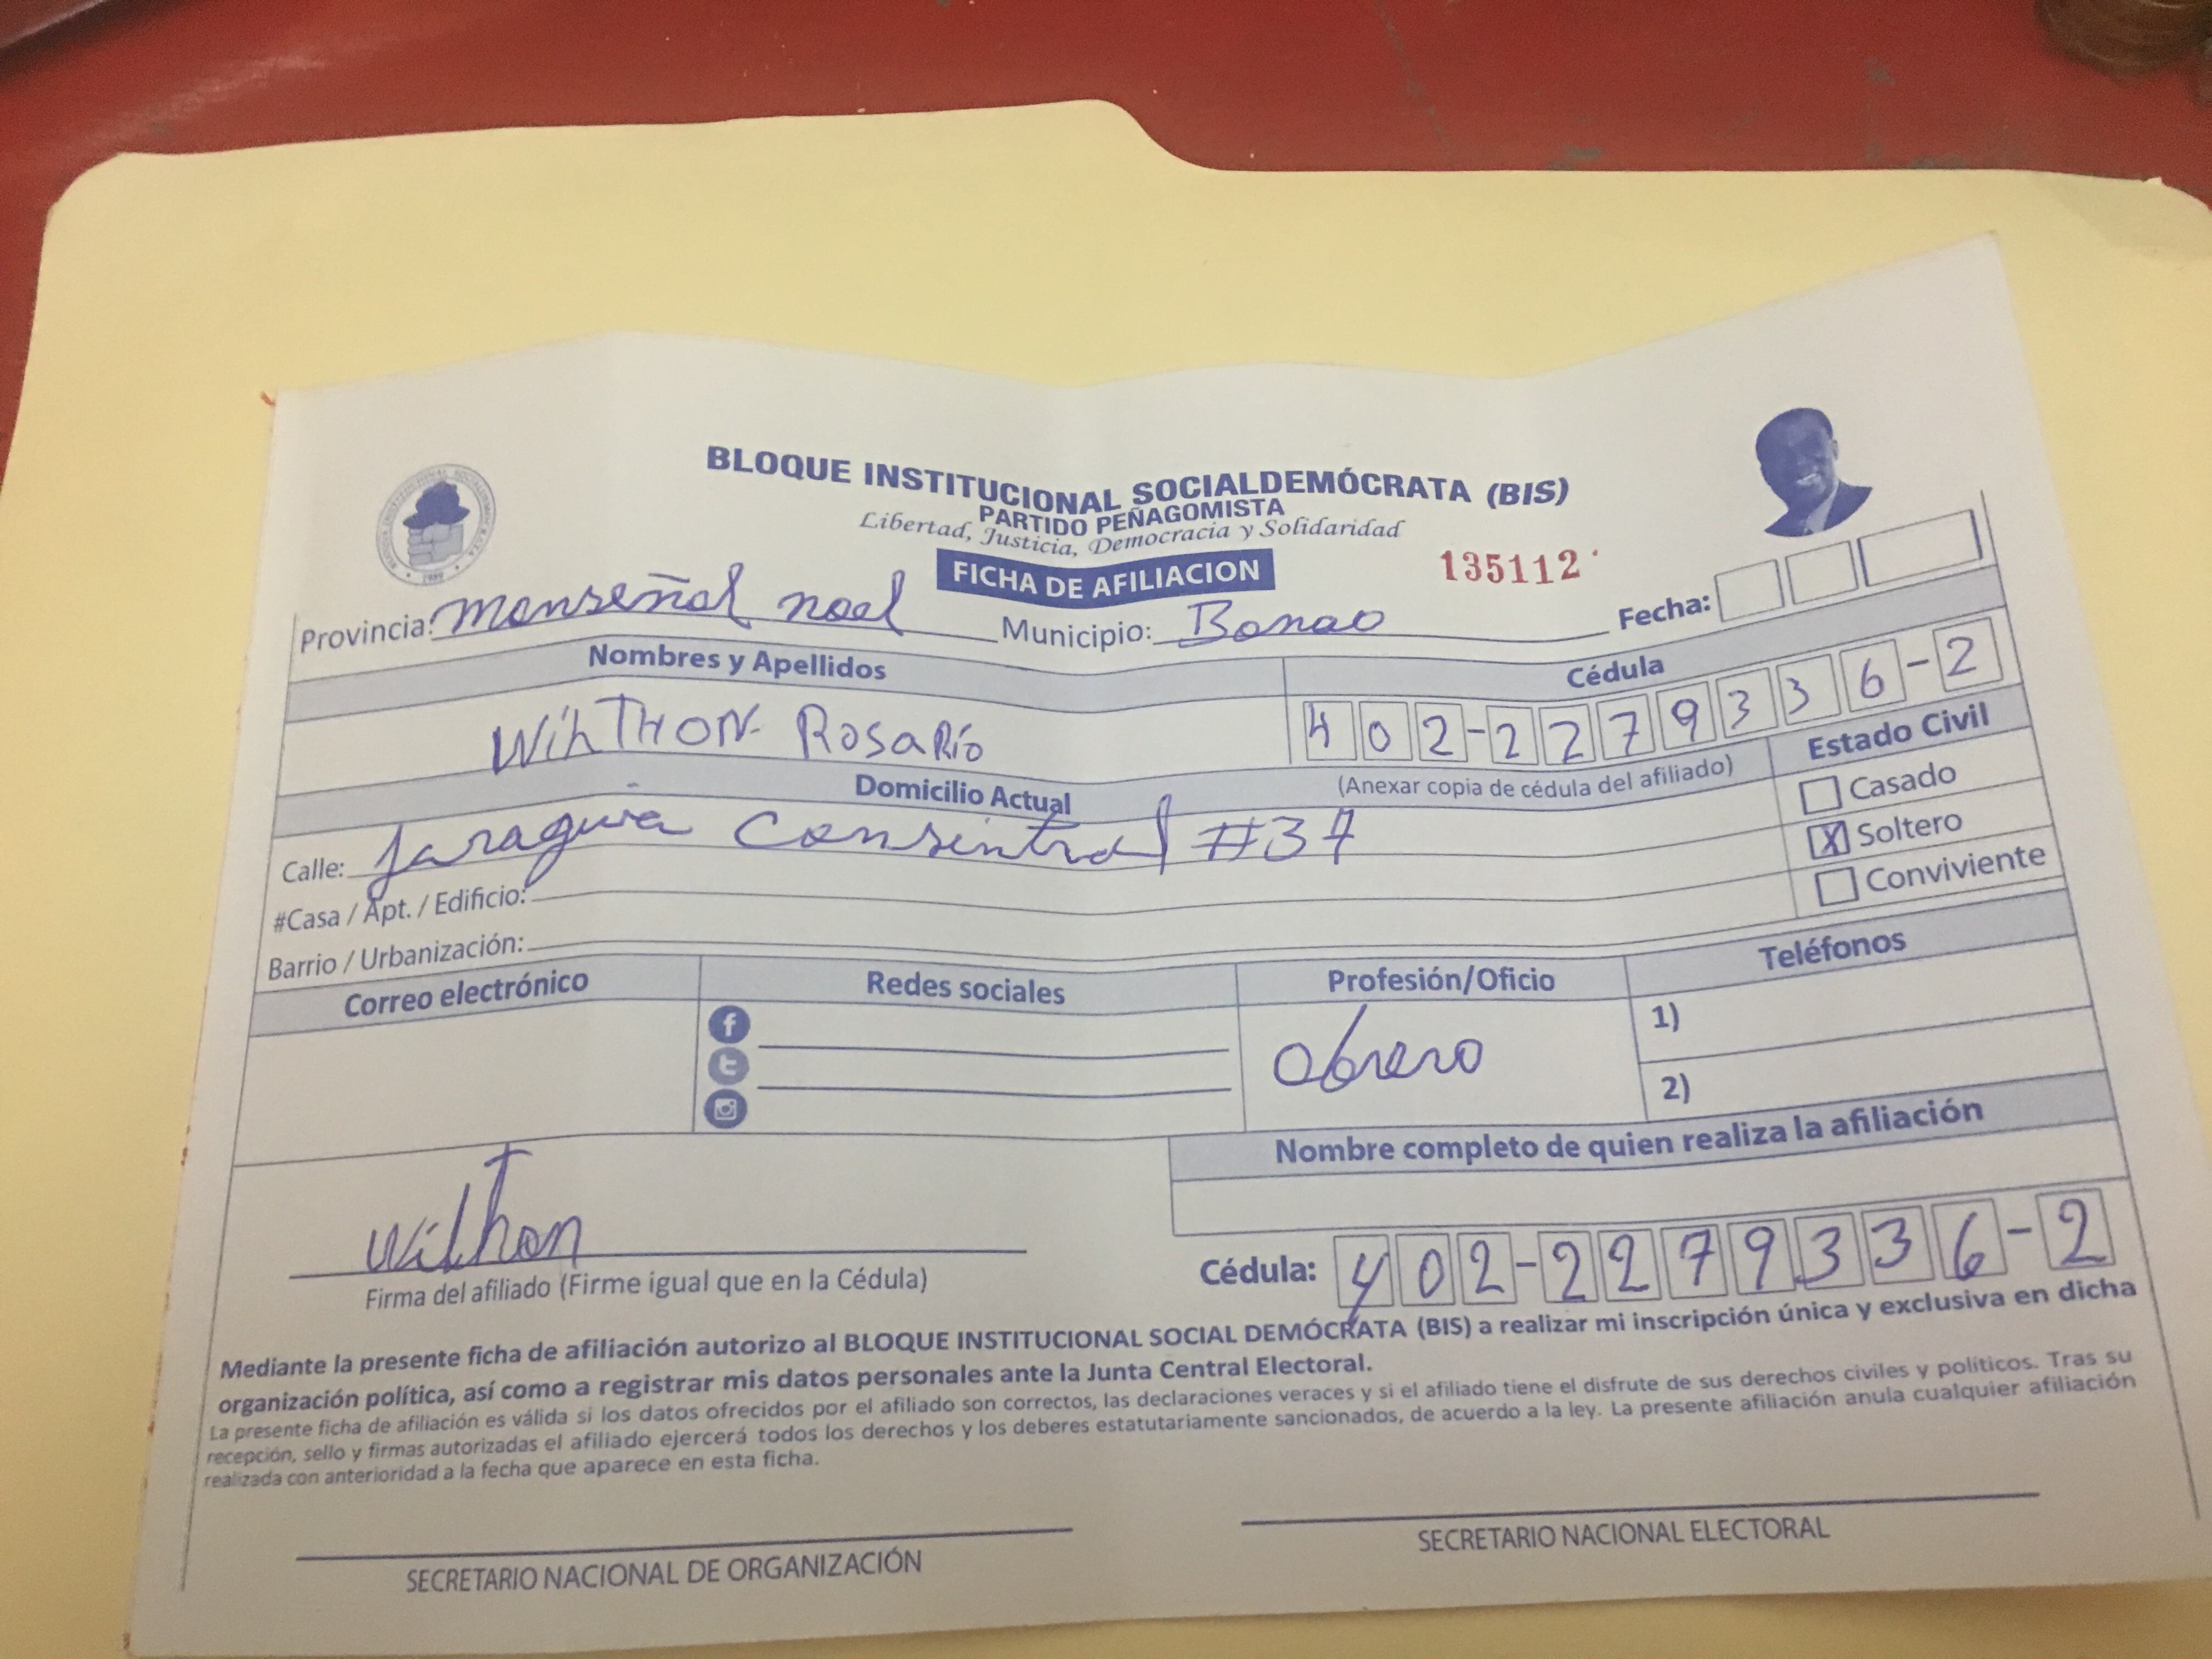 BLOQUE INSTITUCIONAL SOCIALDEMÓCRATA (BIS)
PARTIDO PEÑAGOMISTA
Libertad, Justicia, Democracia y Solidaridad
FICHA DE AFILIACION
135112
Fecha:
Provincia: monseñal noel Municipio: Bonao
Nombres y Apellidos
Cédula
WilTHON Rosario
402-2279336-2
(Anexar copia de cédula del afiliado)
Estado Civil
Domicilio Actual
Casado
Calle: Jaragua Consintral #37
X Soltero
#Casa / Apt. / Edificio:
Conviviente
Barrio / Urbanización:
Correo electrónico
Redes sociales
Profesión/Oficio
Teléfonos
obrero
1)
2)
Nombre completo de quien realiza la afiliación
Wilthon
Firma del afiliado (Firme igual que en la Cédula)
Cédula: 402-2279336-2
Mediante la presente ficha de afiliación autorizo al BLOQUE INSTITUCIONAL SOCIAL DEMÓCRATA (BIS) a realizar mi inscripción única y exclusiva en dicha
organización política, así como a registrar mis datos personales ante la Junta Central Electoral.
La presente ficha de afiliación es válida si los datos ofrecidos por el afiliado son correctos, las declaraciones veraces y si el afiliado tiene el disfrute de sus derechos civiles y políticos. Tras su
recepción, sello y firmas autorizadas el afiliado ejercerá todos los derechos y los deberes estatutariamente sancionados, de acuerdo a la ley. La presente afiliación anula cualquier afiliación
realizada con anterioridad a la fecha que aparece en esta ficha.
SECRETARIO NACIONAL DE ORGANIZACIÓN
SECRETARIO NACIONAL ELECTORAL